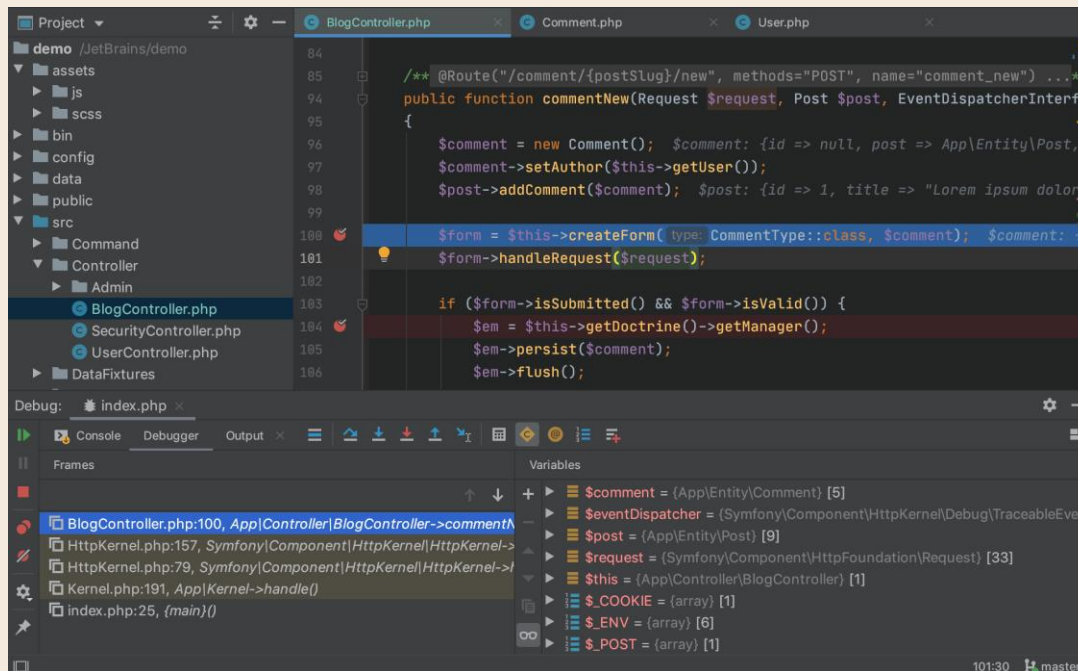 Project
BlogController.php
Comment.php
User.php
demo /JetBrains/demo
assets
js
scss
bin
config
data
public
src
Command
Controller
Admin
BlogController.php
SecurityController.php
UserController.php
DataFixtures
84
85 /** @Route("/comment/{postSlug}/new", methods="POST", name="comment_new") ...*
94 public function commentNew(Request $request, Post $post, EventDispatcherInterf
95 {
96 $comment = new Comment(); $comment: {id => null, post => App\Entity\Post,
97 $comment->setAuthor($this->getUser());
98 $post->addComment($comment); $post: {id => 1, title => "Lorem ipsum dolor
99
100 $form = $this->createForm( type: CommentType::class, $comment); $comment: {
101 $form->handleRequest($request);
102
103 if ($form->isSubmitted() && $form->isValid()) {
104 $em = $this->getDoctrine()->getManager();
105 $em->persist($comment);
106 $em->flush();
Debug: index.php
Console Debugger Output
Frames
BlogController.php:100, App|Controller|BlogController->commentN
HttpKernel.php:157, Symfony|Component|HttpKernel|HttpKernel->
HttpKernel.php:79, Symfony|Component|HttpKernel|HttpKernel->h
Kernel.php:191, App|Kernel->handle()
index.php:25, {main}()
Variables
$comment = {App\Entity\Comment} [5]
$eventDispatcher = {Symfony\Component\HttpKernel\Debug\TraceableEve
$post = {App\Entity\Post} [9]
$request = {Symfony\Component\HttpFoundation\Request} [33]
$this = {App\Controller\BlogController} [1]
$_COOKIE = {array} [1]
$_ENV = {array} [6]
$_POST = {array} [1]
101:30 master